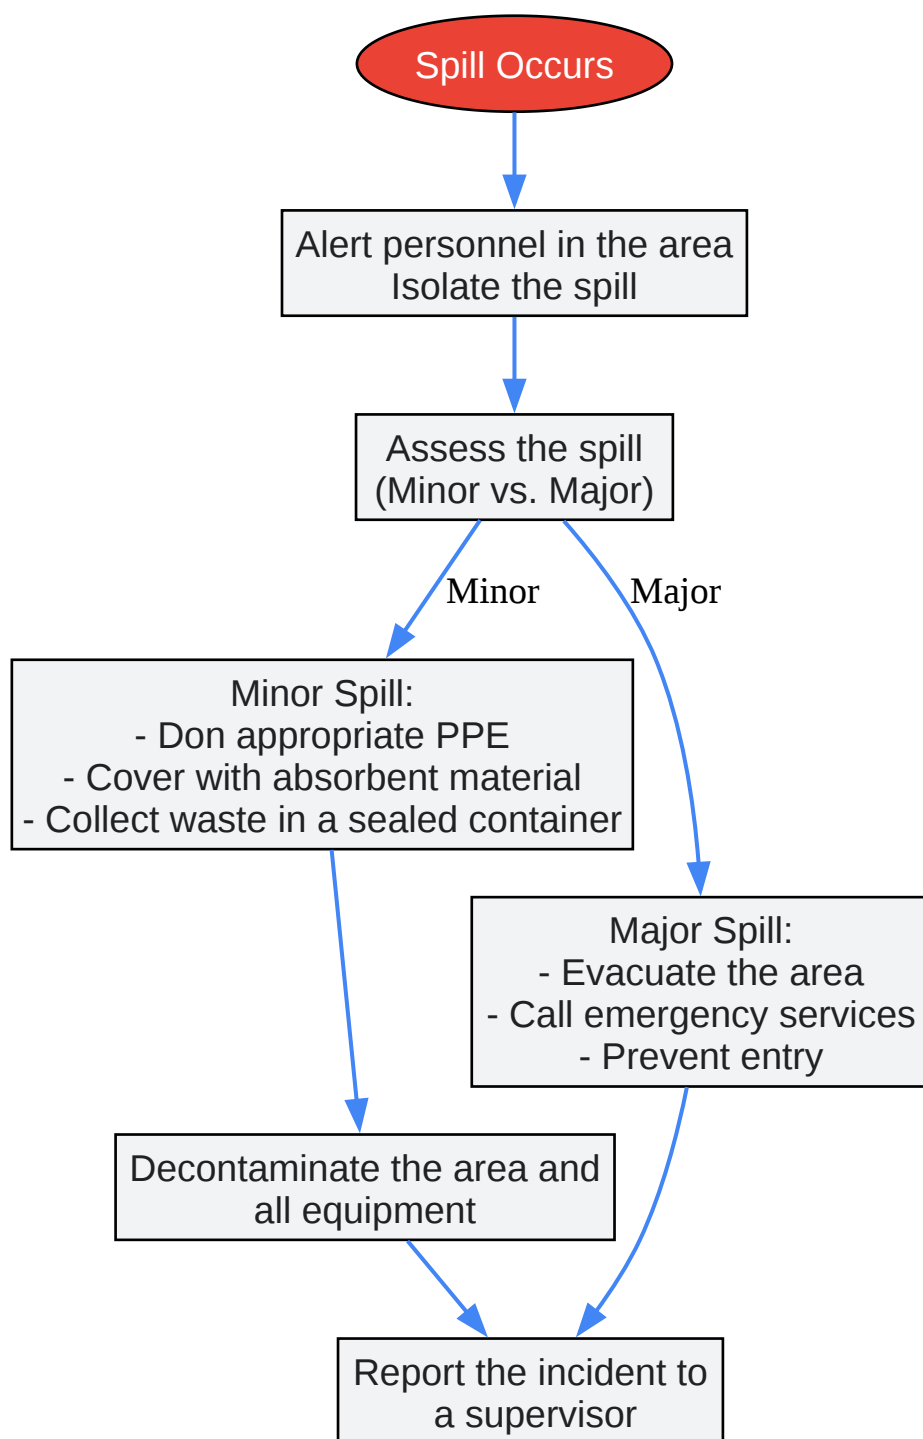 Spill Occurs
Alert personnel in the area
Isolate the spill
Assess the spill
(Minor vs. Major)
Minor
Major
Minor Spill:
- Don appropriate PPE
- Cover with absorbent material
- Collect waste in a sealed container
Major Spill:
- Evacuate the area
- Call emergency services
- Prevent entry
Decontaminate the area and
all equipment
Report the incident to
a supervisor